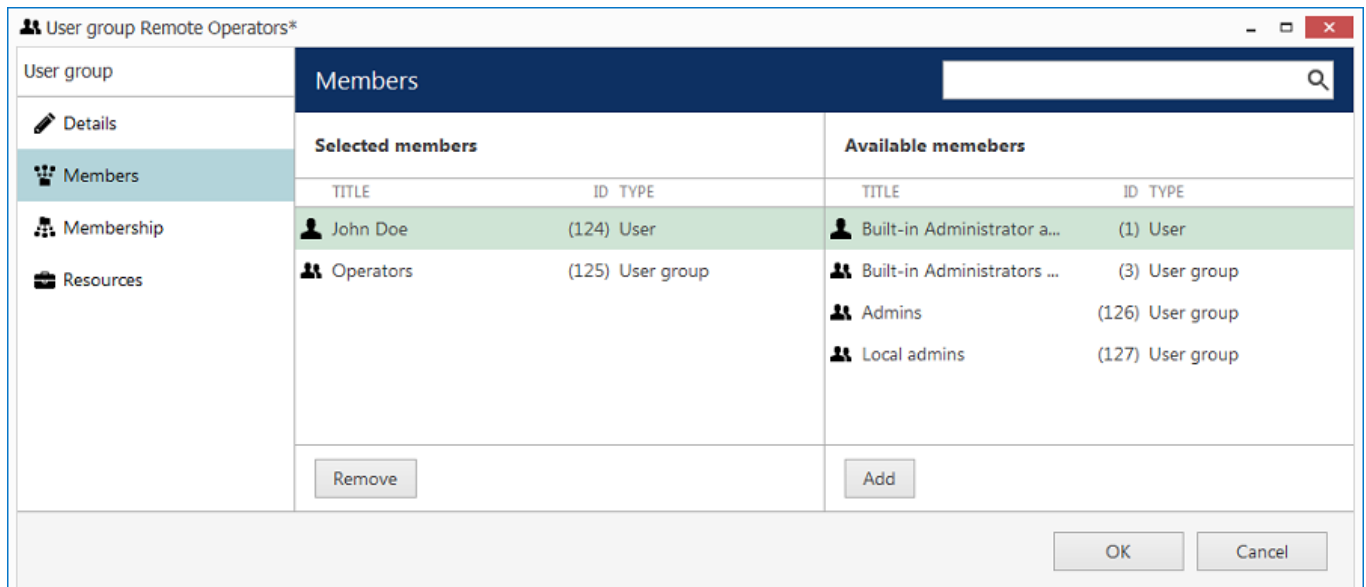 User group Remote Operators*
User group
Members
Details
Members
Membership
Resources
Selected members
TITLE ID TYPE
John Doe (124) User
Operators (125) User group
Remove
Available memebers
TITLE ID TYPE
Built-in Administrator a... (1) User
Built-in Administrators ... (3) User group
Admins (126) User group
Local admins (127) User group
Add
OK Cancel